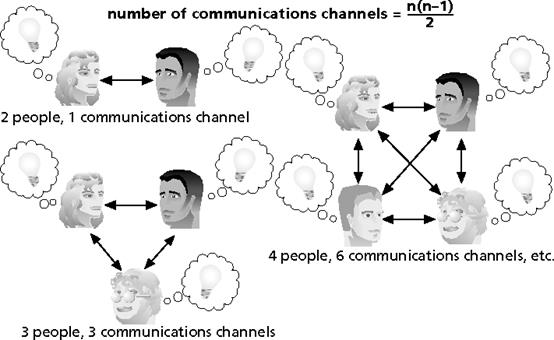 number of communications channels = n(n–1)/2
2 people, 1 communications channel
4 people, 6 communications channels, etc.
3 people, 3 communications channels